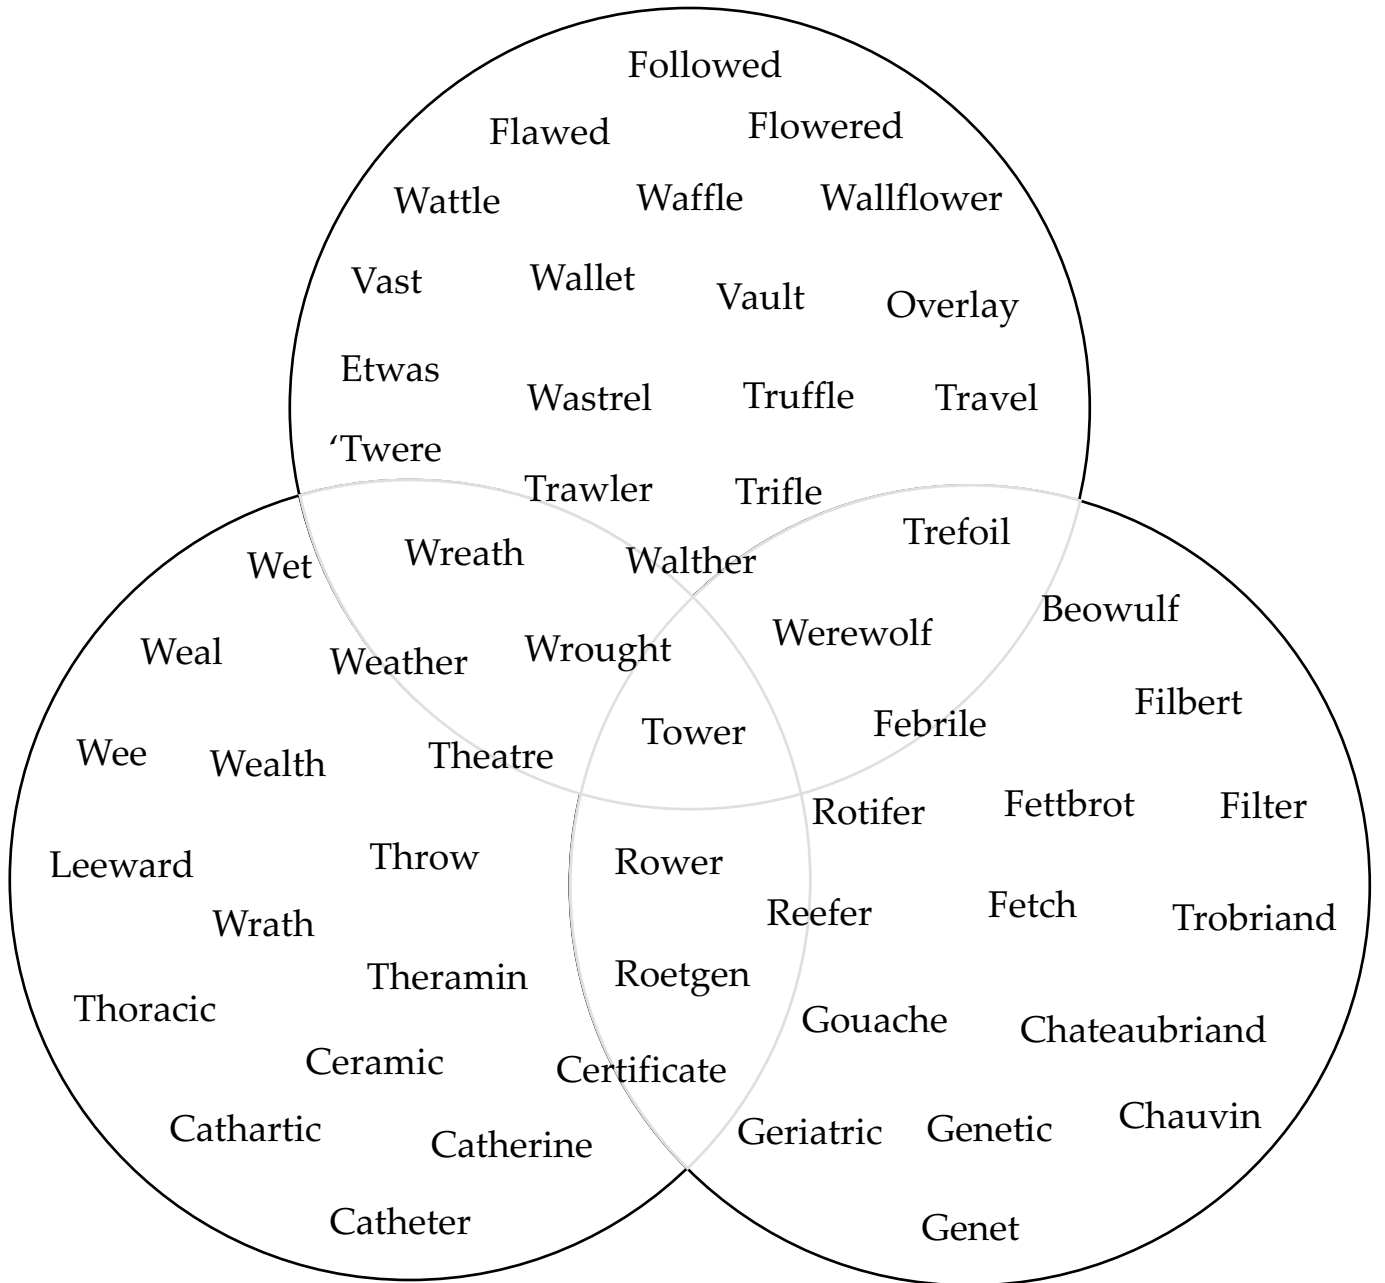 Followed
Flawed
Flowered
Wattle
Waffle
Wallflower
Vast
Wallet
Vault
Overlay
Etwas
Wastrel
Truffle
Travel
‘Twere
Trawler
Trifle
Trefoil
Wet
Wreath
Walther
Beowulf
Weal
Weather
Wrought
Werewolf
Filbert
Wee
Wealth
Theatre
Tower
Febrile
Rotifer
Fettbrot
Filter
Leeward
Throw
Rower
Reefer
Fetch
Trobriand
Wrath
Theramin
Roetgen
Thoracic
Gouache
Chateaubriand
Ceramic
Certificate
Cathartic
Catherine
Geriatric
Genetic
Chauvin
Catheter
Genet